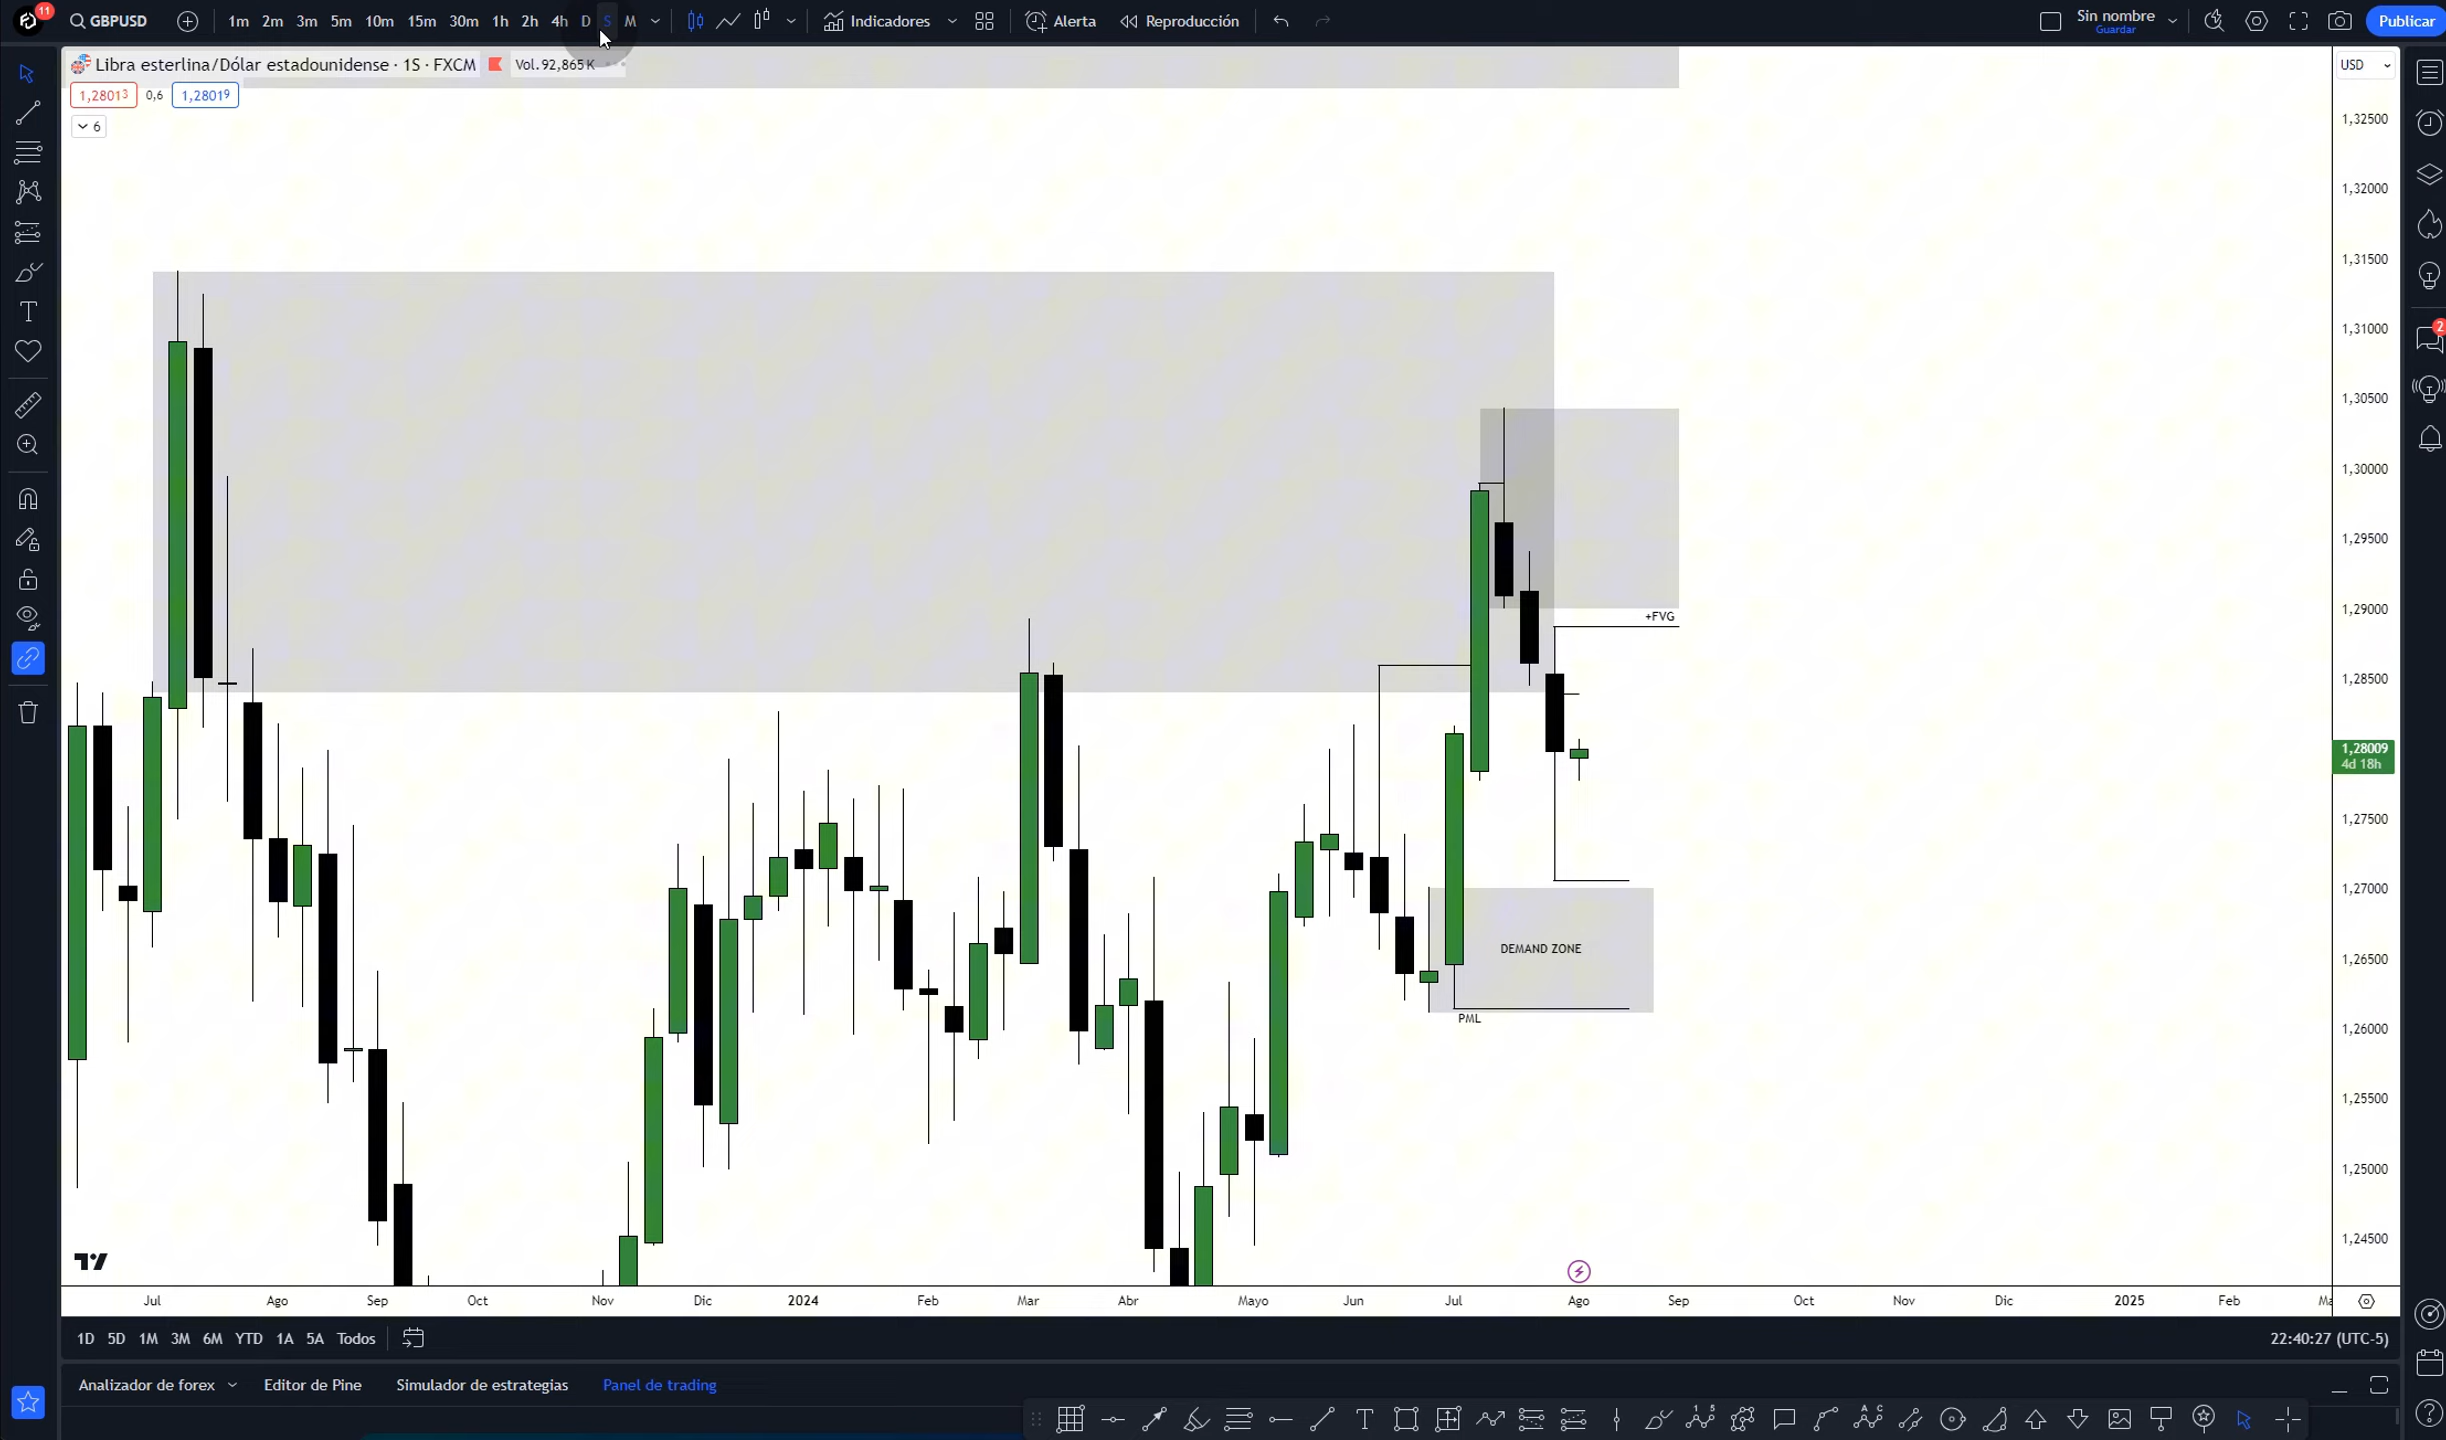 11
GBPUSD
1m 2m 3m 5m 10m 15m 30m 1h 2h 4h D S M
Indicadores
Alerta
Reproducción
Sin nombre
Guardar
Publicar
Libra esterlina/Dólar estadounidense · 1S · FXCM
Vol. 92,865 K
USD
1,28013 0,6 1,28019
6
1,32500
1,32000
1,31500
1,31000
2
1,30500
1,30000
1,29500
1,29000
+FVG
1,28500
1,28009
4d 18h
1,27500
1,27000
DEMAND ZONE
1,26500
PML
1,26000
1,25500
1,25000
1,24500
Jul Ago Sep Oct Nov Dic 2024 Feb Mar Abr Mayo Jun Jul Ago Sep Oct Nov Dic 2025 Feb
1D 5D 1M 3M 6M YTD 1A 5A Todos
22:40:27 (UTC-5)
Analizador de forex Editor de Pine Simulador de estrategias Panel de trading